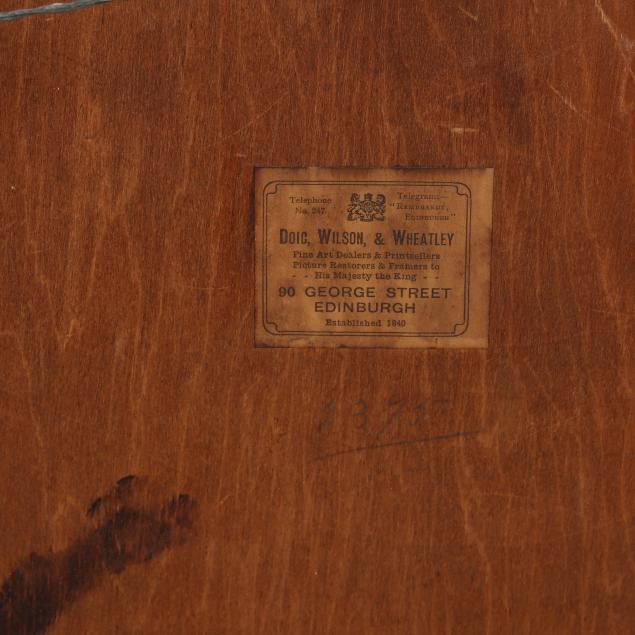 Telephone
No. 247.
Telegrams—
"Rembrandt,
Edinburgh"
Doig, Wilson, & Wheatley
Fine Art Dealers & Printsellers
Picture Restorers & Framers to
- - His Majesty the King - -
90 GEORGE STREET
EDINBURGH
Established 1840
1375